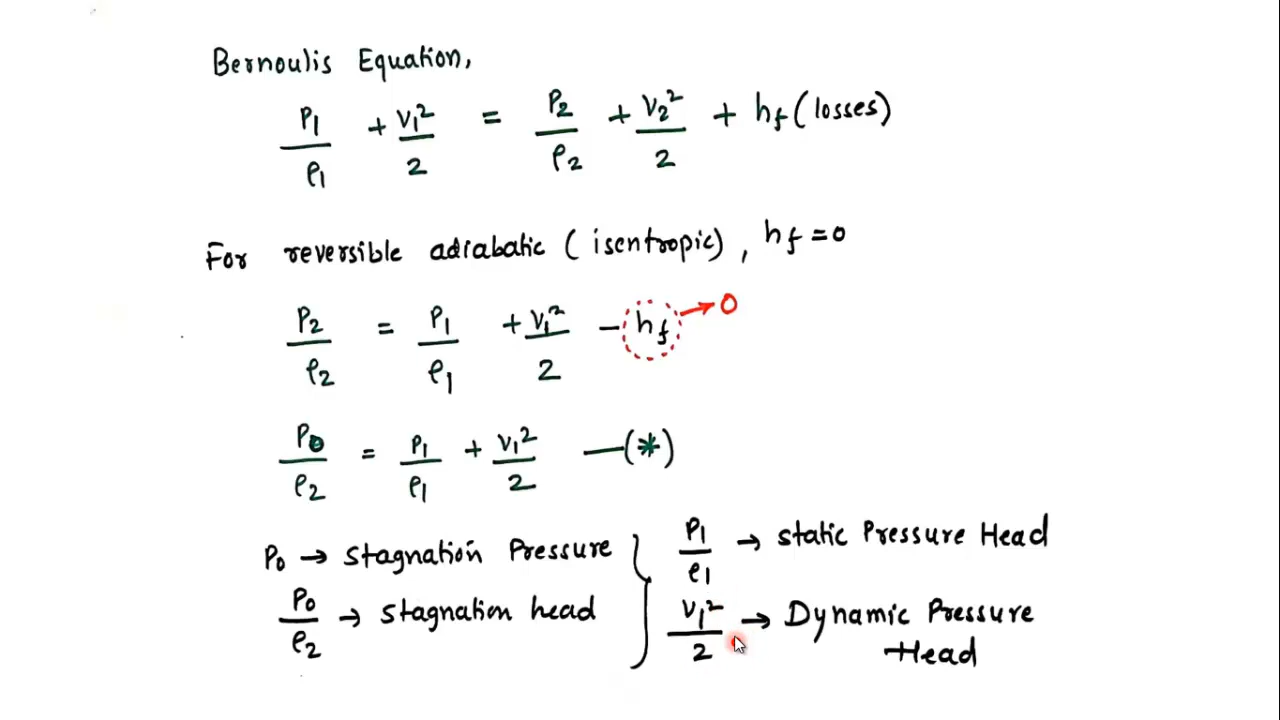 Bernoulis Equation,
P1/ρ1 + V1²/2 = P2/ρ2 + V2²/2 + hf (losses)
For reversible adiabatic (isentropic), hf = 0
P2/ρ2 = P1/ρ1 + V1²/2 – hf → 0
P0/ρ2 = P1/ρ1 + V1²/2 —(*)
P0 → Stagnation Pressure
P0/ρ2 → Stagnation head
P1/ρ1 → static Pressure Head
V1²/2 → Dynamic Pressure
Head